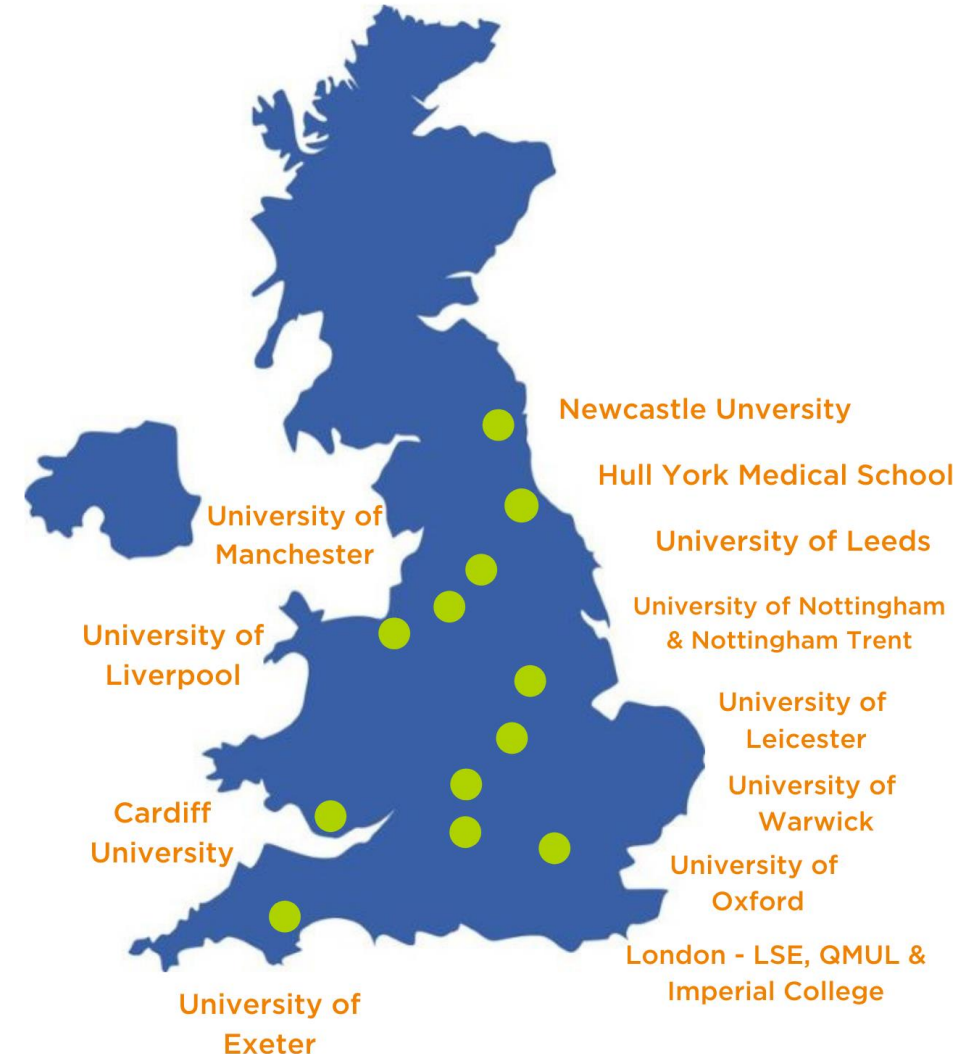 Newcastle Unversity
Hull York Medical School
University of
Manchester
University of Leeds
University of Nottingham
& Nottingham Trent
University of
Liverpool
University of
Leicester
University of
Warwick
Cardiff
University
University of
Oxford
London - LSE, QMUL &
Imperial College
University of
Exeter